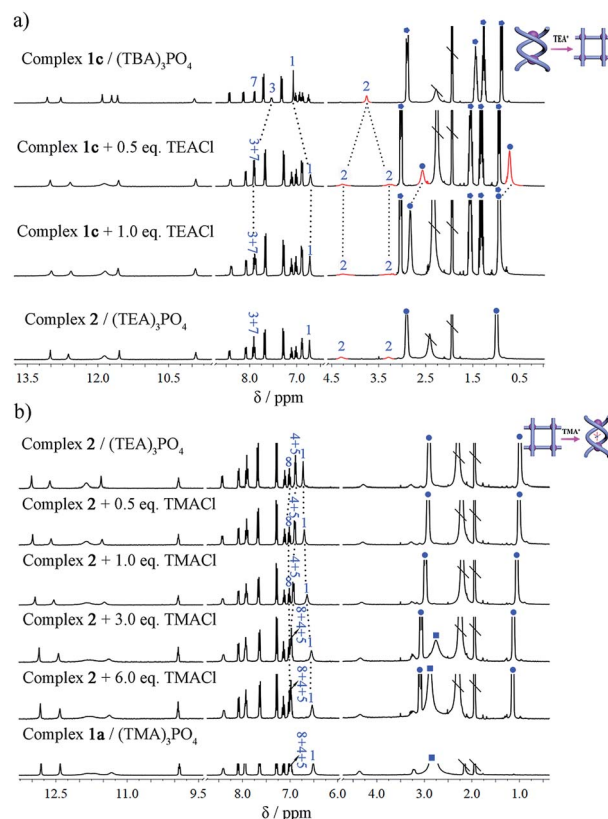 a)
TEA⁺
Complex 1c / (TBA)₃PO₄
7 3 1 2
Complex 1c + 0.5 eq. TEACl
3+7 1 2 2
Complex 1c + 1.0 eq. TEACl
3+7 1 2 2
Complex 2 / (TEA)₃PO₄
3+7 1 2 2
13.5 12.0 10.5 9.0 8.0 7.0 6.0 4.5 3.5 2.5 1.5 0.5
δ / ppm
b)
TMA⁺
Complex 2 / (TEA)₃PO₄
8 4+5 1
Complex 2 + 0.5 eq. TMACl
8 4+5 1
Complex 2 + 1.0 eq. TMACl
8 4+5 1
Complex 2 + 3.0 eq. TMACl
8+4+5 1
Complex 2 + 6.0 eq. TMACl
8+4+5 1
Complex 1a / (TMA)₃PO₄
8+4+5 1
12.5 11.0 9.5 8.0 7.0 6.0 4.0 3.0 2.0 1.0
δ / ppm